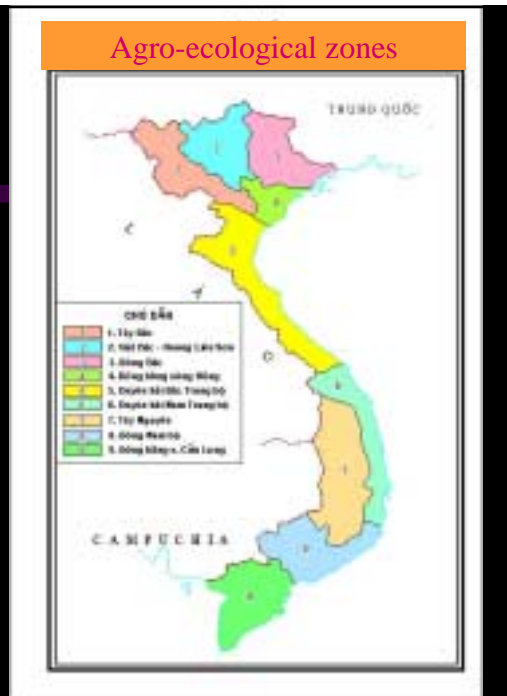 Agro-ecological zones
TRUNG QUỐC
L
À
O
CHÚ DẪN
1. Tây Bắc
2. Việt Bắc - Hoàng Liên Sơn
3. Đông Bắc
4. Đồng bằng sông Hồng
5. Duyên hải Bắc Trung bộ
6. Duyên hải Nam Trung bộ
7. Tây Nguyên
8. Đông Nam bộ
9. Đồng bằng s. Cửu Long
CAMPUCHIA